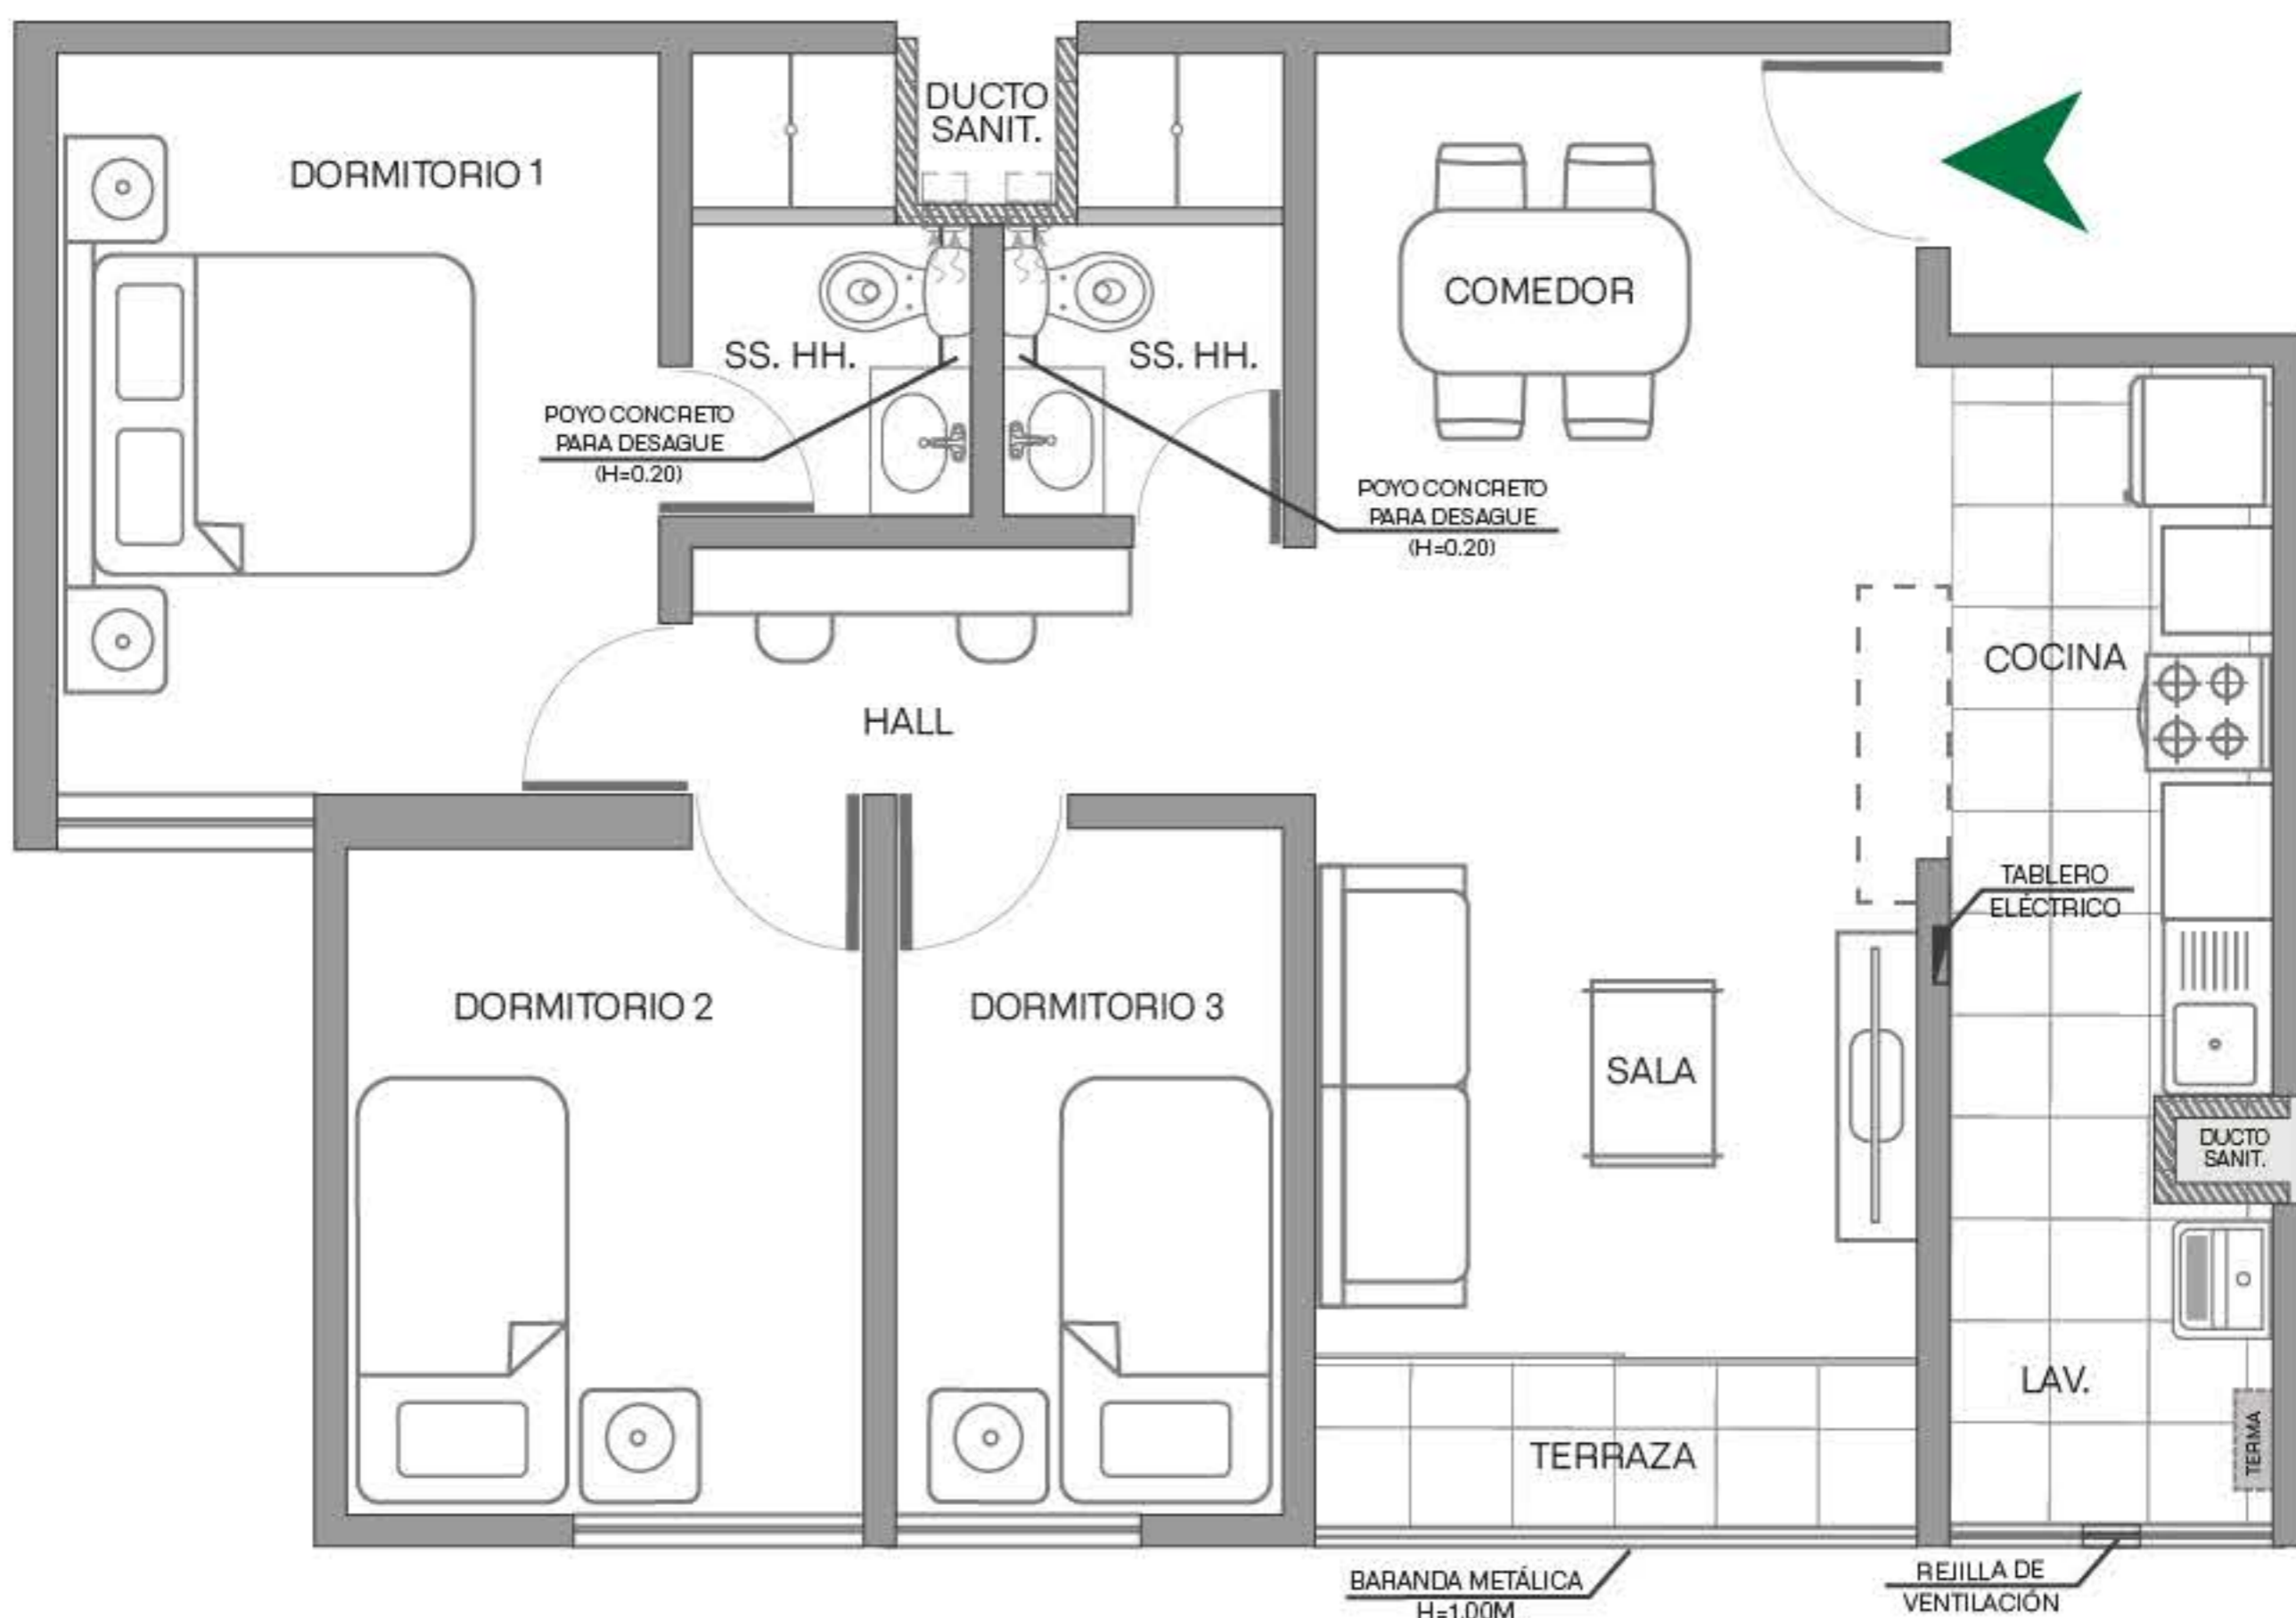 DUCTO
SANIT.
DORMITORIO 1
COMEDOR
SS. HH.
SS. HH.
POYO CONCRETO
PARA DESAGUE
(H=0.20)
POYO CONCRETO
PARA DESAGUE
(H=0.20)
COCINA
HALL
TABLERO
ELÉCTRICO
DORMITORIO 2
DORMITORIO 3
SALA
DUCTO
SANIT.
LAV.
TERMA
TERRAZA
BARANDA METÁLICA
H=1.00M
REJILLA DE
VENTILACIÓN